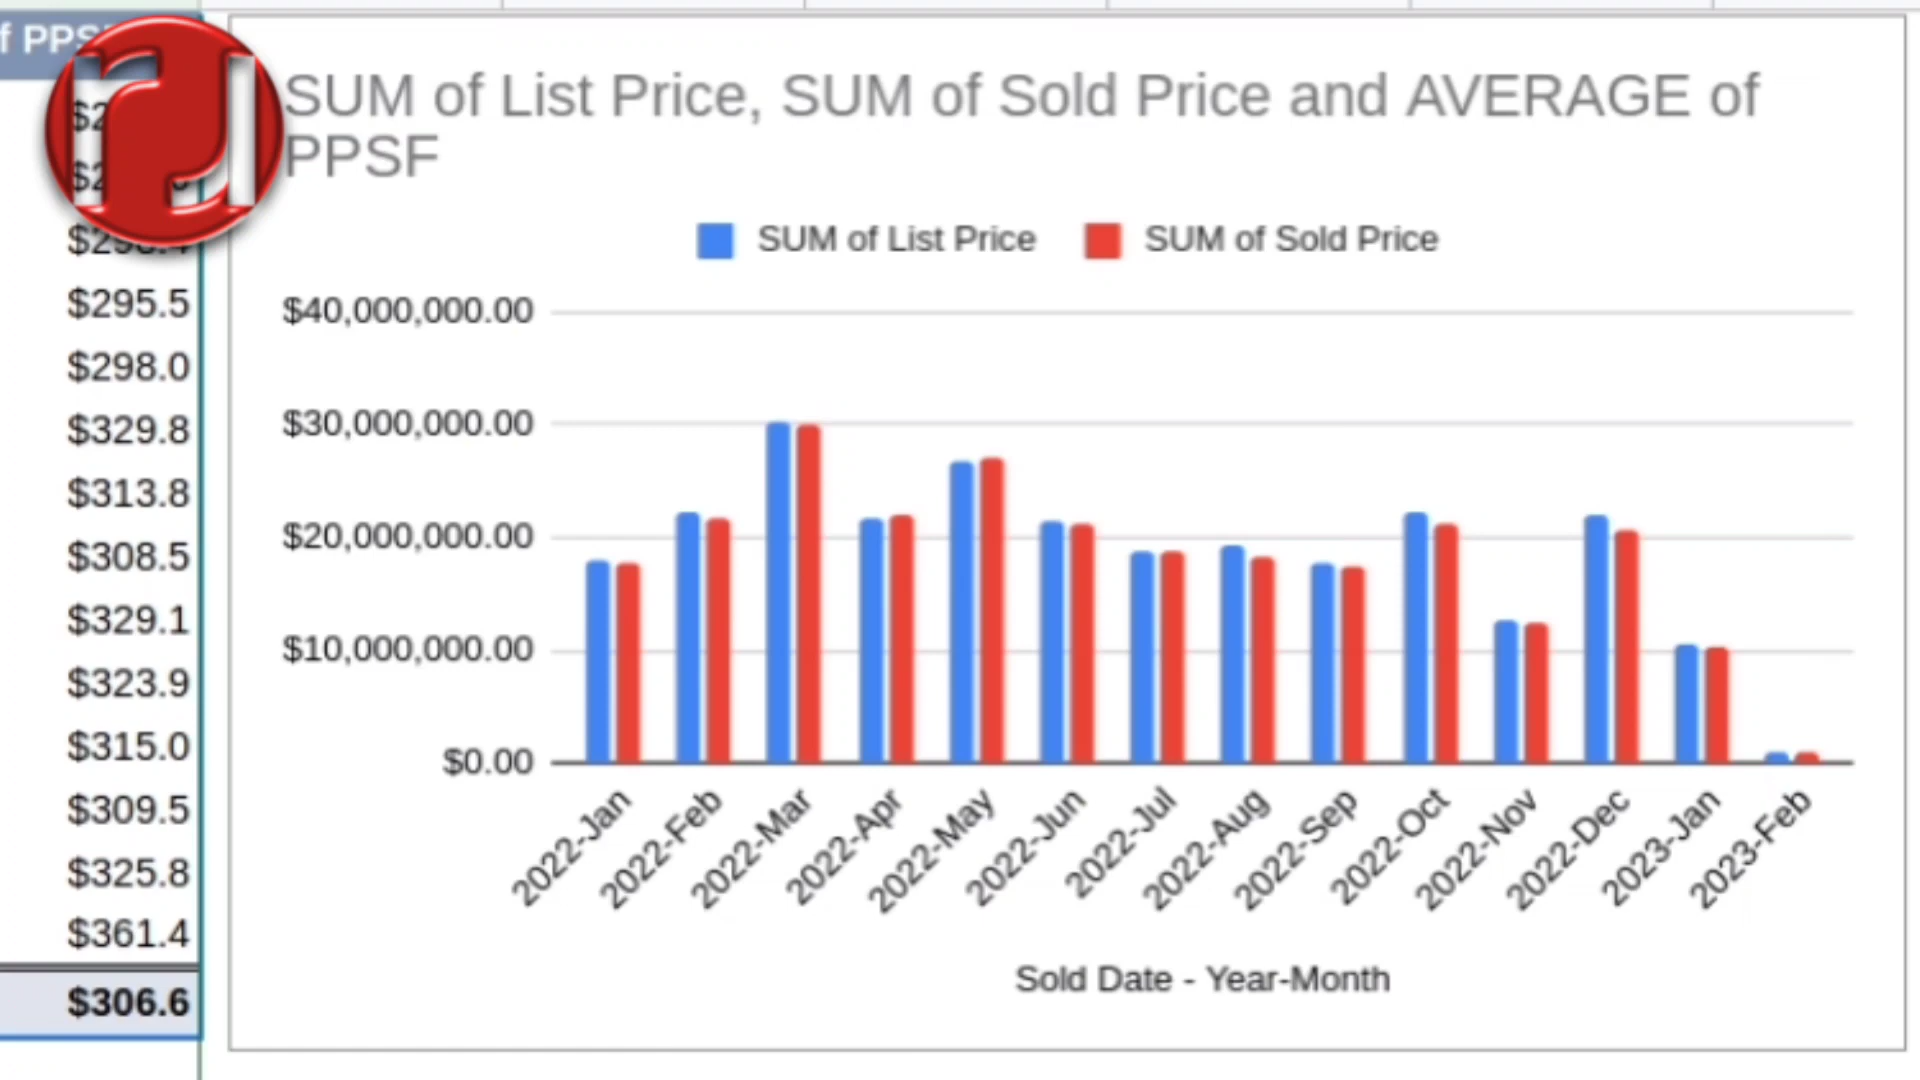 f PPS
$295.5
$298.0
$329.8
$313.8
$308.5
$329.1
$323.9
$315.0
$309.5
$325.8
$361.4
$306.6
SUM of List Price, SUM of Sold Price and AVERAGE of
PPSF
SUM of List Price SUM of Sold Price
$40,000,000.00
$30,000,000.00
$20,000,000.00
$10,000,000.00
$0.00
2022-Jan
2022-Feb
2022-Mar
2022-Apr
2022-May
2022-Jun
2022-Jul
2022-Aug
2022-Sep
2022-Oct
2022-Nov
2022-Dec
2023-Jan
2023-Feb
Sold Date - Year-Month